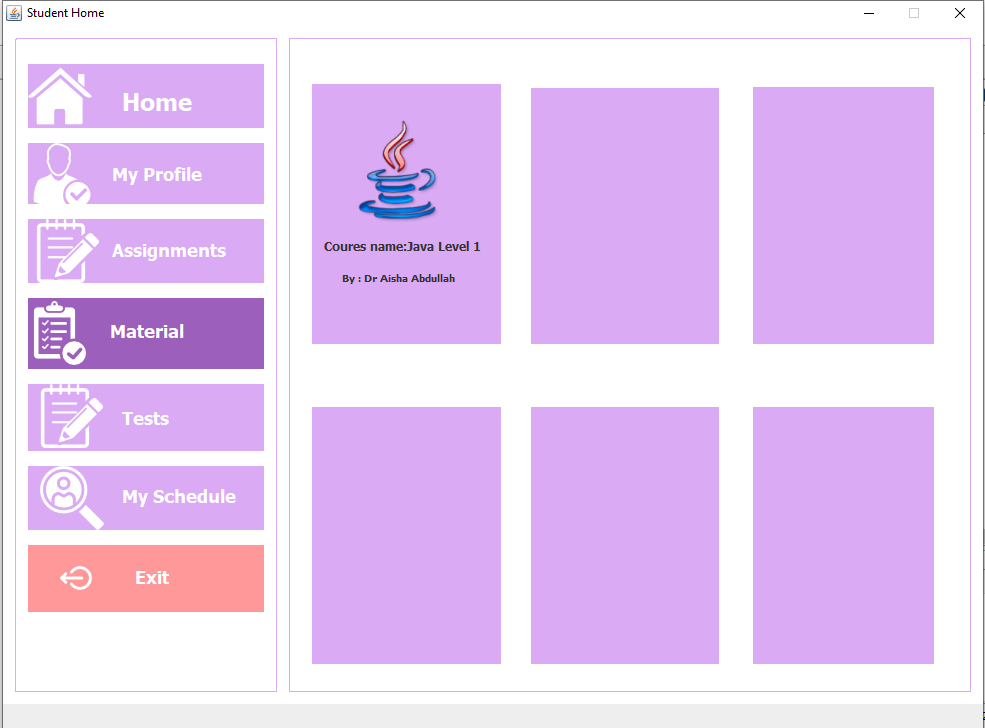 Student Home
Home
My Profile
Assignments
Material
Tests
My Schedule
Exit
Coures name:Java Level 1
By : Dr Aisha Abdullah